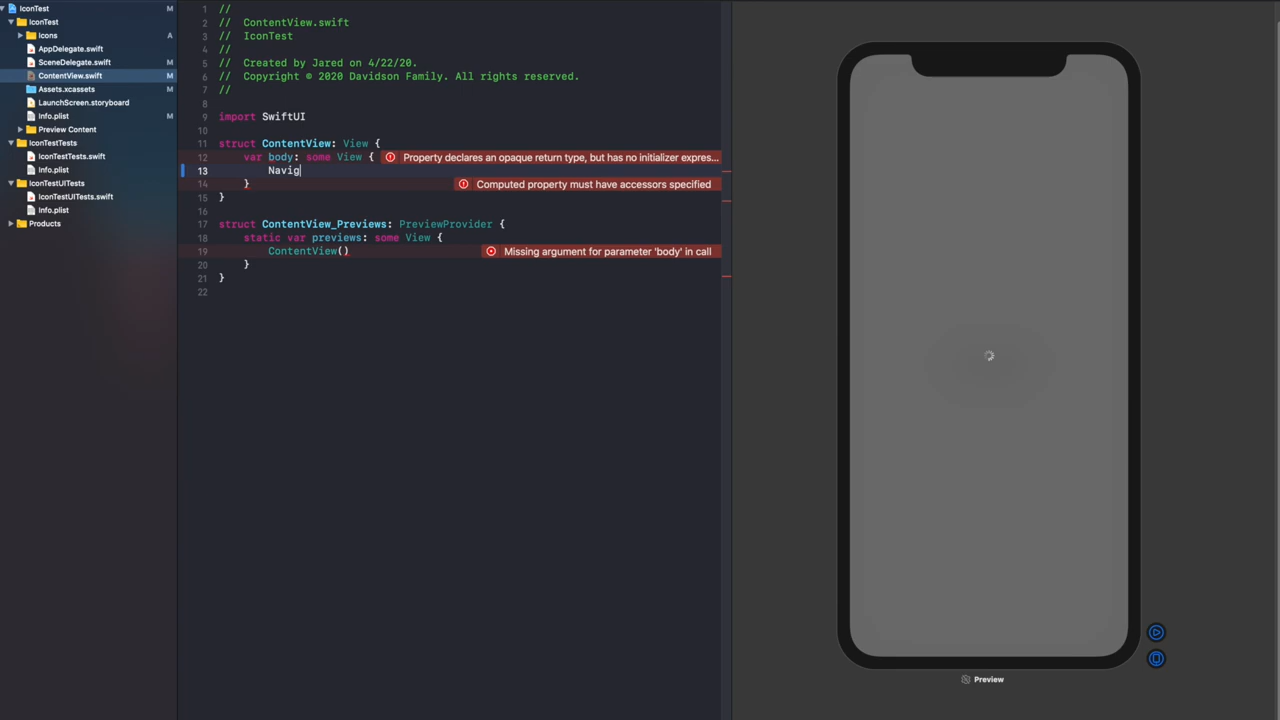 IconTest M
IconTest
Icons A
AppDelegate.swift
SceneDelegate.swift M
ContentView.swift M
Assets.xcassets M
LaunchScreen.storyboard
Info.plist M
Preview Content
IconTestTests
IconTestTests.swift
Info.plist
IconTestUITests
IconTestUITests.swift
Info.plist
Products
1 //
2 // ContentView.swift
3 // IconTest
4 //
5 // Created by Jared on 4/22/20.
6 // Copyright © 2020 Davidson Family. All rights reserved.
7 //
8
9 import SwiftUI
10
11 struct ContentView: View {
12 var body: some View { Property declares an opaque return type, but has no initializer expres...
13 Navig
14 } Computed property must have accessors specified
15 }
16
17 struct ContentView_Previews: PreviewProvider {
18 static var previews: some View {
19 ContentView() Missing argument for parameter 'body' in call
20 }
21 }
22
Preview